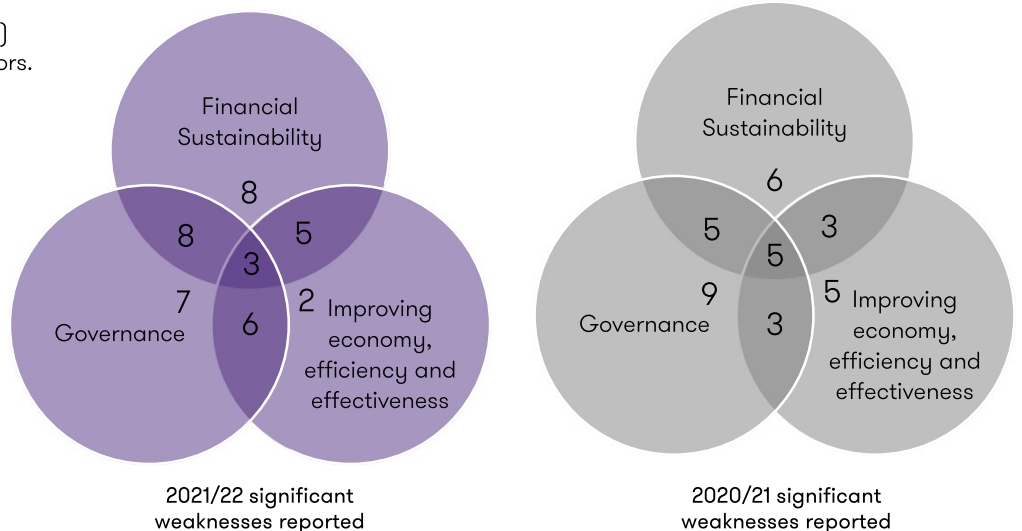 ors.
Financial
Sustainability
8
8
5
3
7
2
6
Governance
Improving
economy,
efficiency and
effectiveness
2021/22 significant
weaknesses reported
Financial
Sustainability
6
5
3
5
9
5
3
Governance
Improving
economy,
efficiency and
effectiveness
2020/21 significant
weaknesses reported